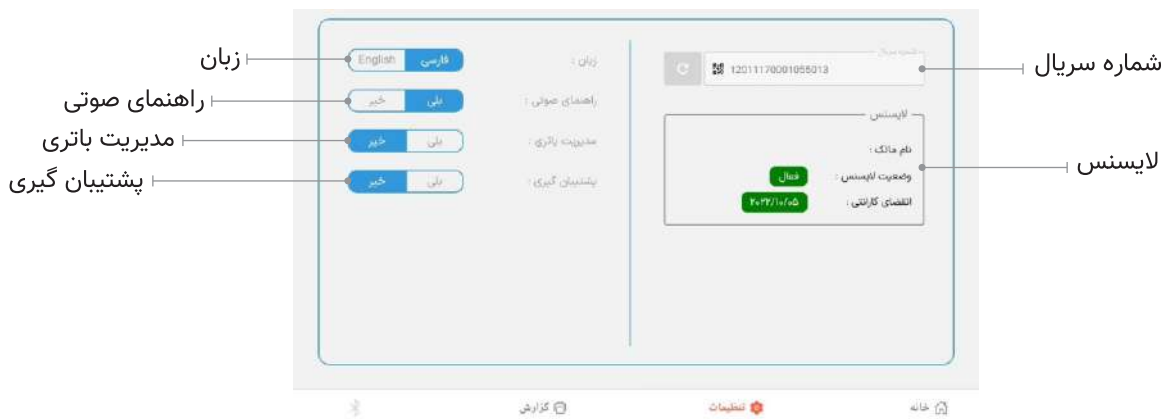 شماره سریال
لایسنس
زبان
راهنمای صوتی
مدیریت باتری
پشتیبان گیری
شماره سریال
12011170001055013
لایسنس
نام مالک :
وضعیت لایسنس : فعال
انقضای گارانتی : ۲۰۲۲/۱۰/۰۵
زبان : فارسی English
راهنمای صوتی : بلی خیر
مدیریت باتری : بلی خیر
پشتیبان گیری : بلی خیر
خانه تنظیمات گزارش